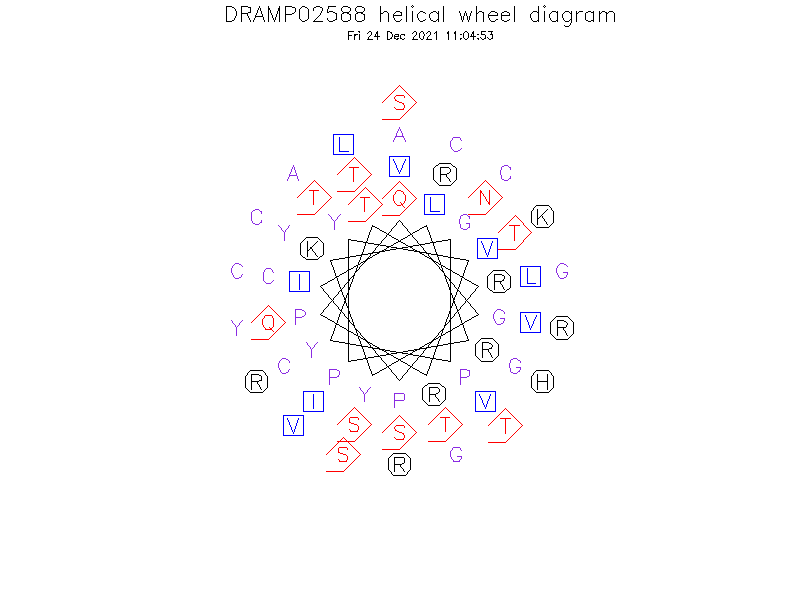 DRAMP02588 helical wheel diagram
Fri 24 Dec 2021 11:04:53
S
A
L C
T V R
A C
T T Q L N
C Y G K
Y T
K V
C C I R L G
Y Q P G V R
Y R
C G
R P P H
I Y P R V
V S S T T
S R G